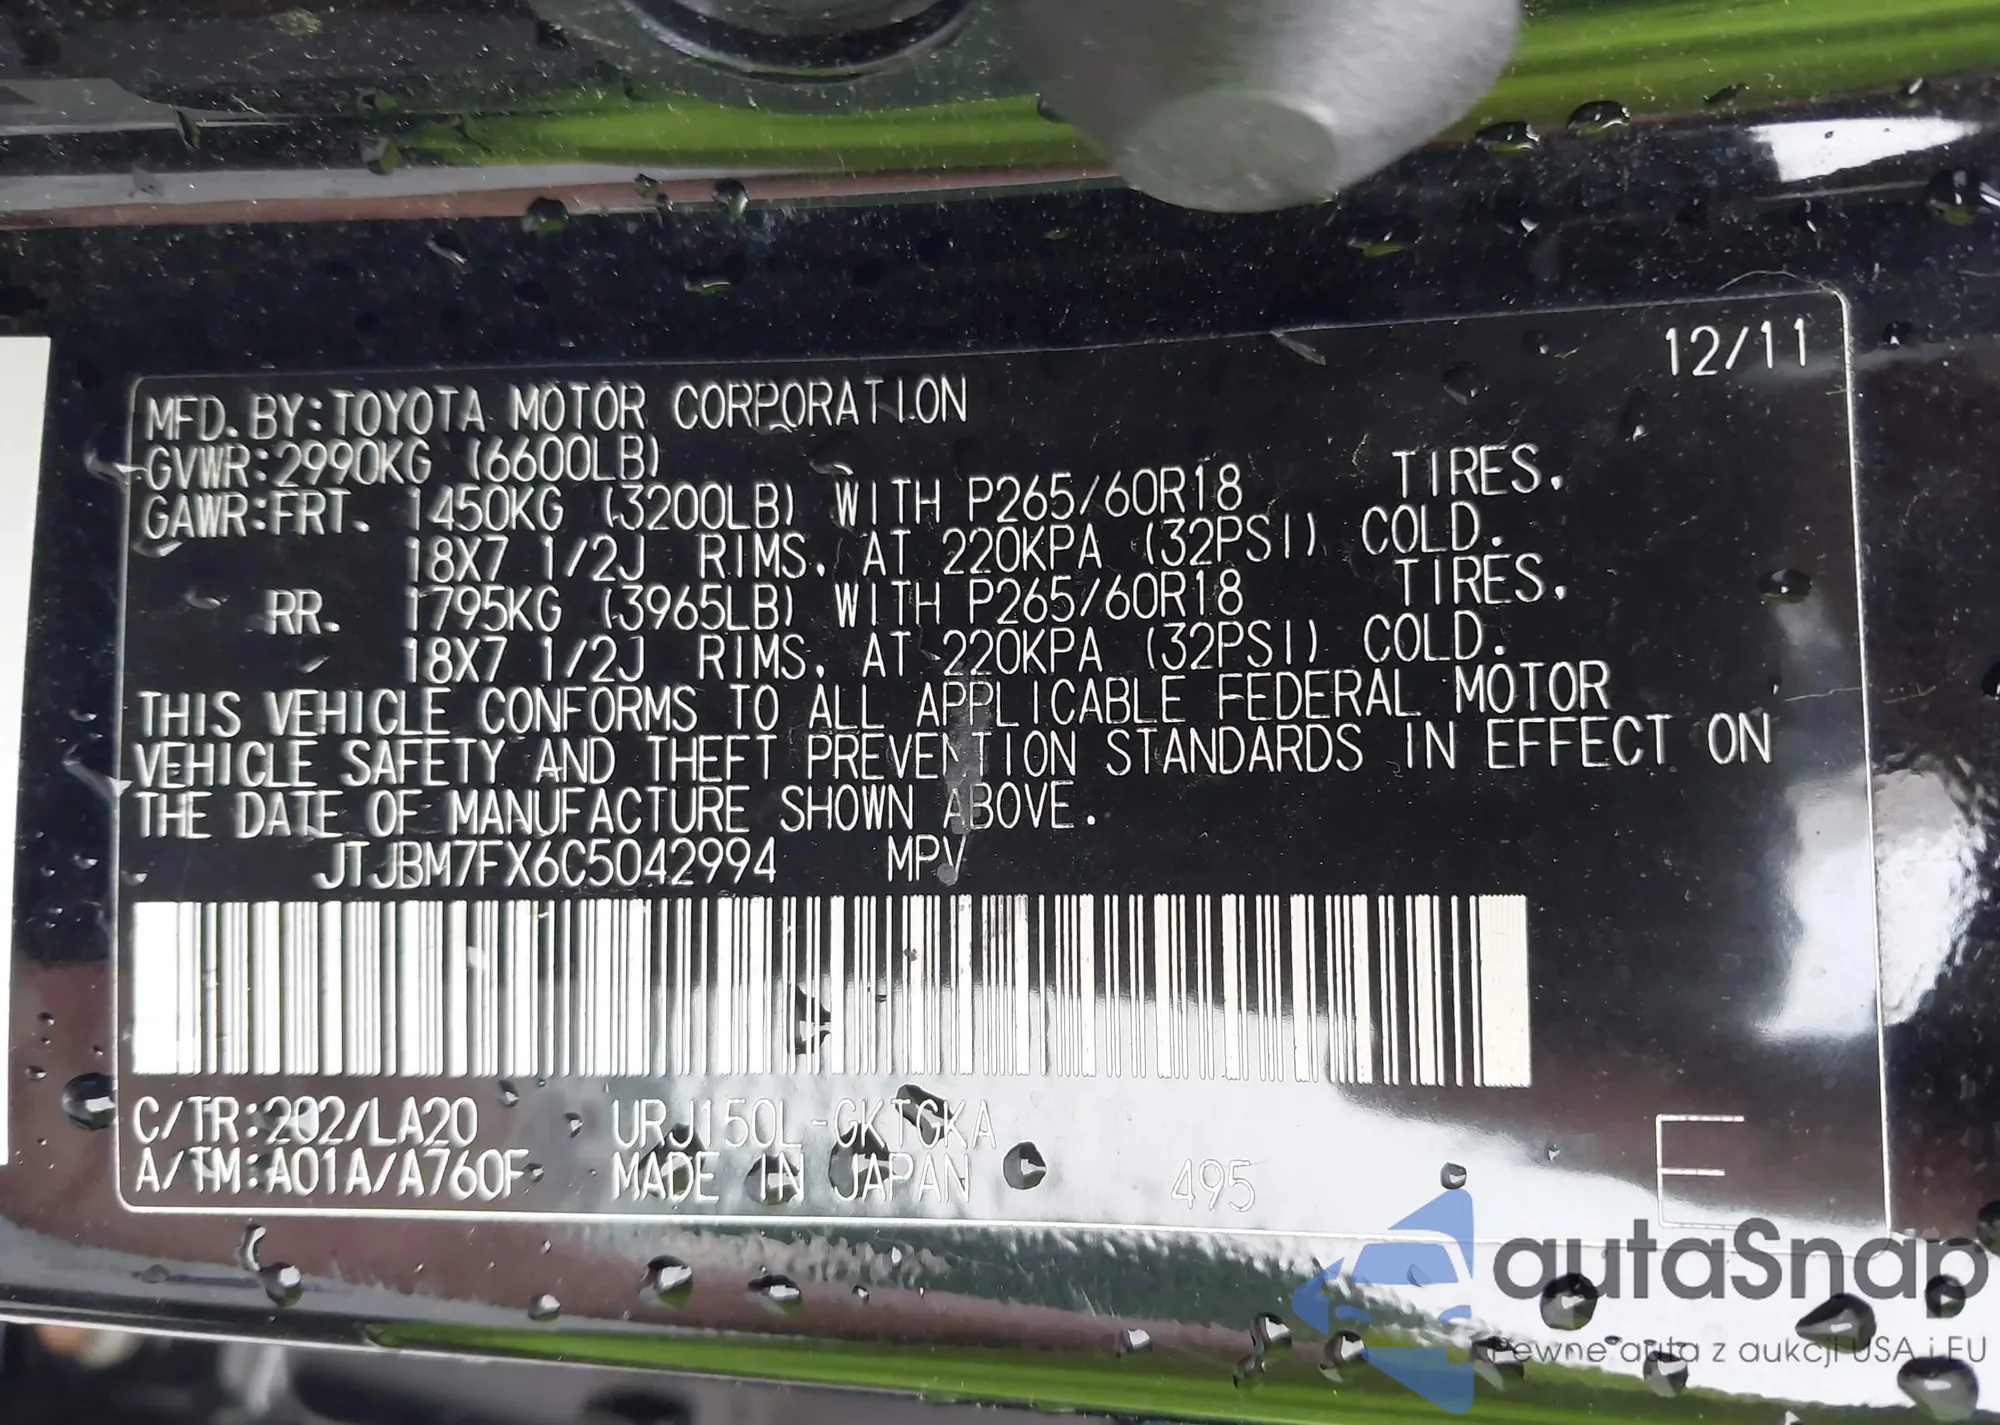 12/11
MFD. BY: TOYOTA MOTOR CORPORATION
GVWR: 2990KG (6600LB)
GAWR: FRT. 1450KG (3200LB) WITH P265/60R18 TIRES,
18X7 1/2J RIMS, AT 220KPA (32PSI) COLD.
RR. 1795KG (3965LB) WITH P265/60R18 TIRES,
18X7 1/2J RIMS, AT 220KPA (32PSI) COLD.
THIS VEHICLE CONFORMS TO ALL APPLICABLE FEDERAL MOTOR
VEHICLE SAFETY AND THEFT PREVENTION STANDARDS IN EFFECT ON
THE DATE OF MANUFACTURE SHOWN ABOVE.
JTJBM7FX6C5042994 MPV
C/TR: 202/LA20 URJ150L-GKTGKA
A/TM: A01A/A760F MADE IN JAPAN 495 E
autaSnap
Pewne auta z aukcji USA i EU